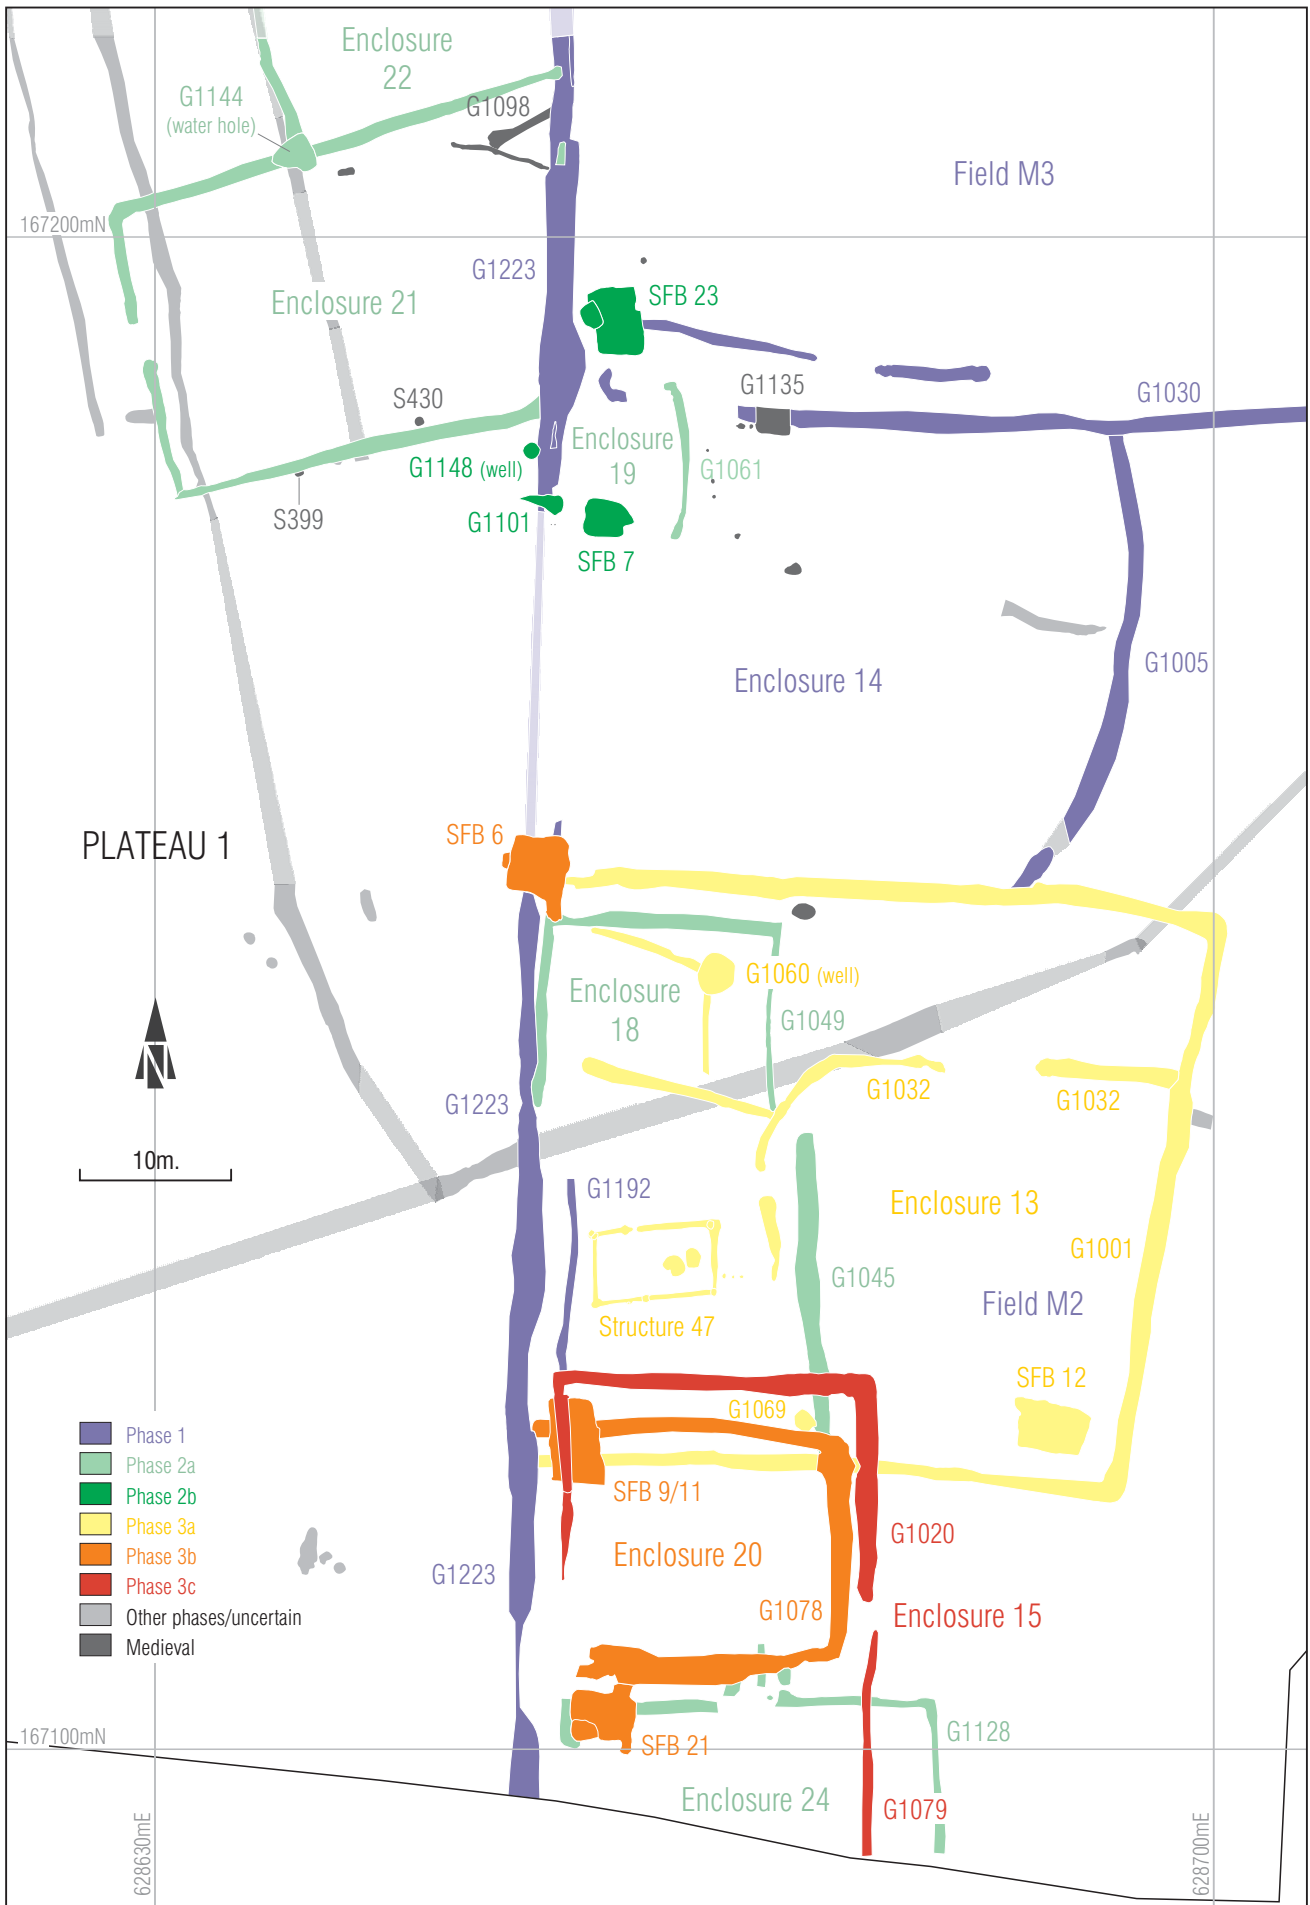 Enclosure
22
G1144
(water hole)
G1098
Field M3
167200mN
G1223
SFB 23
Enclosure 21
G1135
G1030
S430
Enclosure
19
G1061
G1148 (well)
S399
G1101
SFB 7
G1005
Enclosure 14
PLATEAU 1
SFB 6
G1060 (well)
Enclosure
18
G1049
N
G1032
G1032
G1223
10m.
G1192
Enclosure 13
G1001
G1045
Field M2
Structure 47
SFB 12
G1069
Phase 1
Phase 2a
Phase 2b
Phase 3a
Phase 3b
Phase 3c
Other phases/uncertain
Medieval
SFB 9/11
G1020
Enclosure 20
G1223
G1078
Enclosure 15
167100mN
SFB 21
G1128
Enclosure 24
G1079
628630mE
628700mE